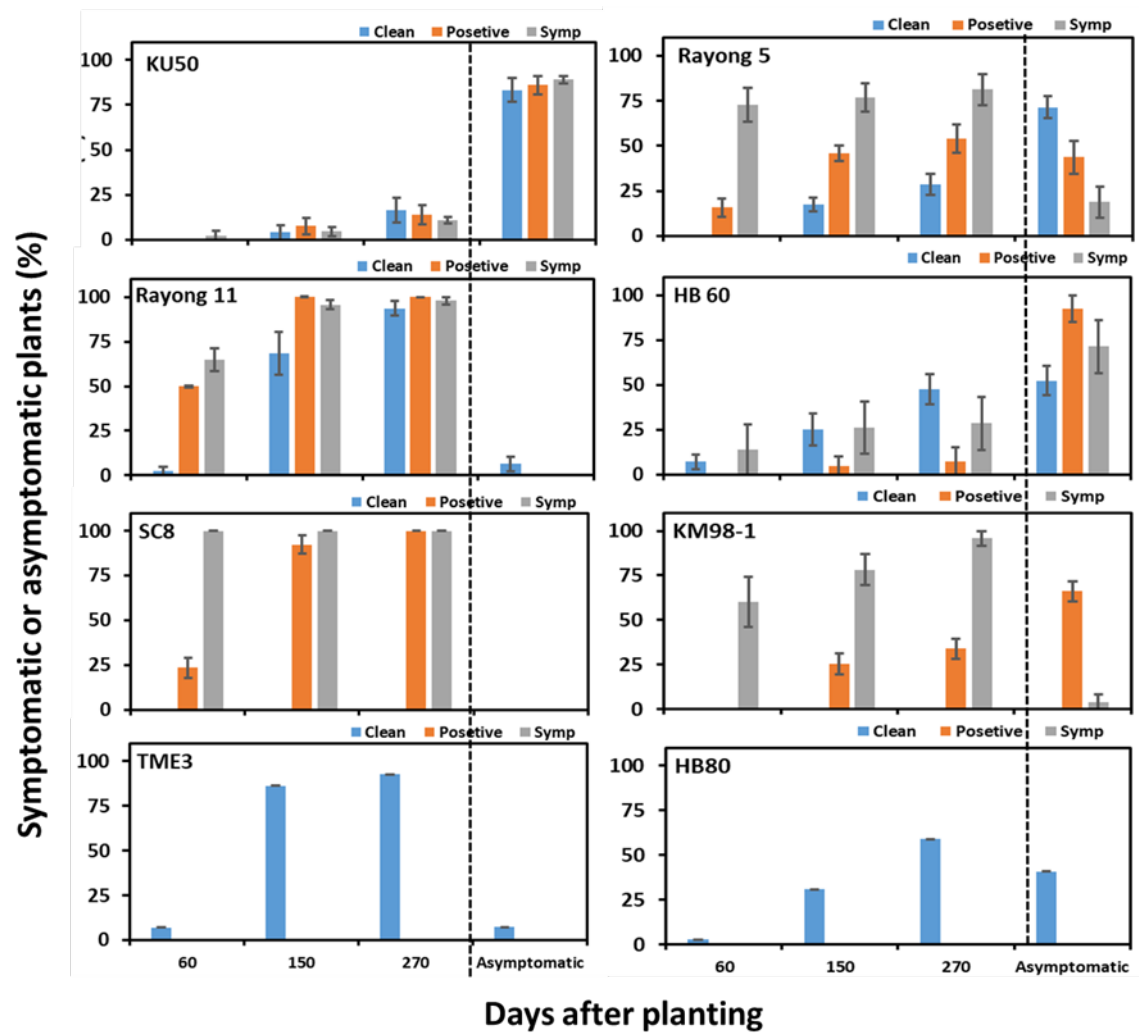 Symptomatic or asymptomatic plants (%)
Clean Posetive Symp
KU50
100
75
50
25
0
Clean Posetive Symp
Rayong 5
100
75
50
25
0
Clean Posetive Symp
Rayong 11
100
75
50
25
0
Clean Posetive Symp
HB 60
100
75
50
25
0
Clean Posetive Symp
SC8
100
75
50
25
0
Clean Posetive Symp
KM98-1
100
75
50
25
0
Clean Posetive Symp
TME3
100
75
50
25
0
60 150 270 Asymptomatic
Clean Posetive Symp
HB80
100
75
50
25
0
60 150 270 Asymptomatic
Days after planting